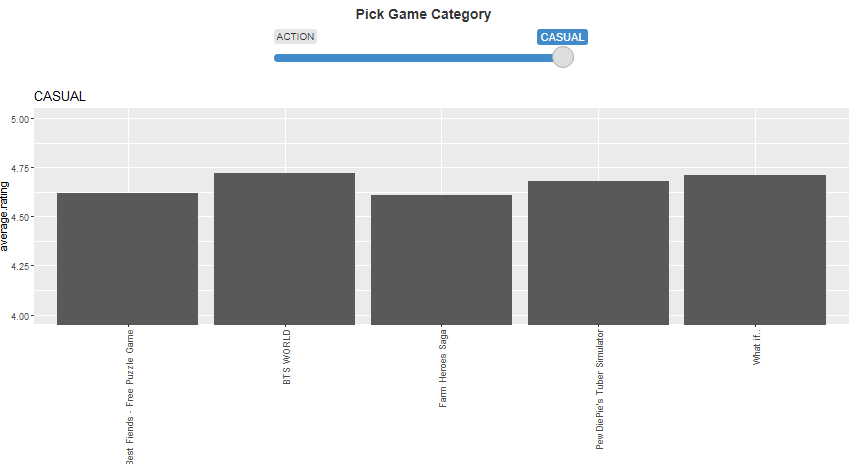 Pick Game Category
ACTION
CASUAL
CASUAL
5.00
4.75
4.50
4.25
4.00
average.rating
Best Fiends - Free Puzzle Game
BTS WORLD
Farm Heroes Saga
PewDiePie's Tuber Simulator
What if..